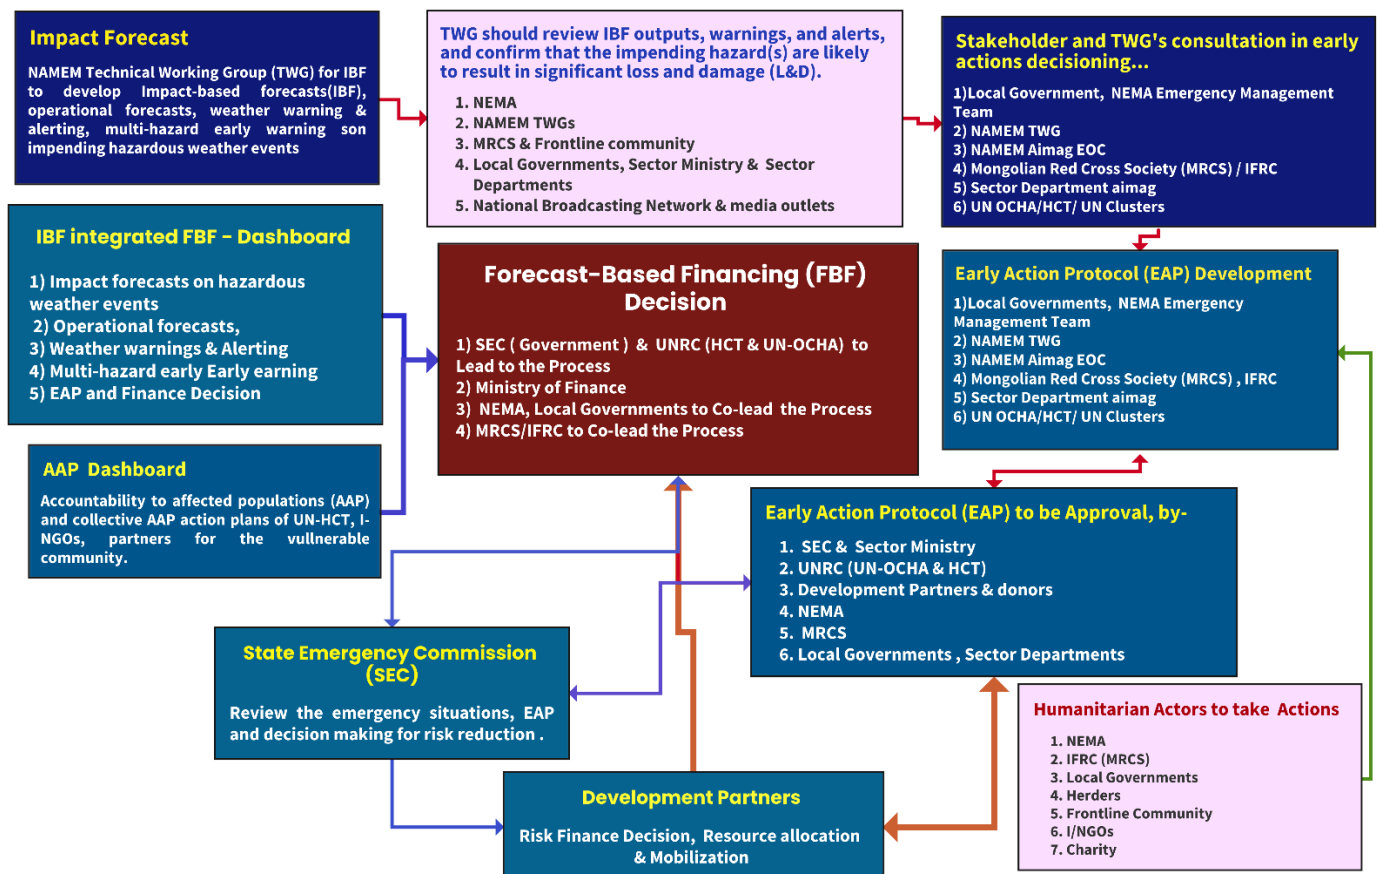 Impact Forecast
NAMEM Technical Working Group (TWG) for IBF
to develop Impact-based forecasts(IBF),
operational forecasts, weather warning &
alerting, multi-hazard early warning son
impending hazardous weather events
TWG should review IBF outputs, warnings, and alerts,
and confirm that the impending hazard(s) are likely
to result in significant loss and damage (L&D).
1. NEMA
2. NAMEM TWGs
3. MRCS & Frontline community
4. Local Governments, Sector Ministry & Sector
Departments
5. National Broadcasting Network & media outlets
Stakeholder and TWG's consultation in early
actions decisioning...
1)Local Government, NEMA Emergency Management
Team
2) NAMEM TWG
3) NAMEM Aimag EOC
4) Mongolian Red Cross Society (MRCS) / IFRC
5) Sector Department aimag
6) UN OCHA/HCT/ UN Clusters
IBF integrated FBF - Dashboard
1) Impact forecasts on hazardous
weather events
2) Operational forecasts,
3) Weather warnings & Alerting
4) Multi-hazard early Early earning
5) EAP and Finance Decision
Forecast-Based Financing (FBF)
Decision
1) SEC ( Government ) & UNRC (HCT & UN-OCHA) to
Lead to the Process
2) Ministry of Finance
3) NEMA, Local Governments to Co-lead the Process
4) MRCS/IFRC to Co-lead the Process
Early Action Protocol (EAP) Development
1)Local Governments, NEMA Emergency
Management Team
2) NAMEM TWG
3) NAMEM Aimag EOC
4) Mongolian Red Cross Society (MRCS) , IFRC
5) Sector Department aimag
6) UN OCHA/HCT/ UN Clusters
AAP Dashboard
Accountability to affected populations (AAP)
and collective AAP action plans of UN-HCT, I-
NGOs, partners for the vullnerable
community.
Early Action Protocol (EAP) to be Approval, by-
1. SEC & Sector Ministry
2. UNRC (UN-OCHA & HCT)
3. Development Partners & donors
4. NEMA
5. MRCS
6. Local Governments , Sector Departments
State Emergency Commission
(SEC)
Review the emergency situations, EAP
and decision making for risk reduction .
Humanitarian Actors to take Actions
1. NEMA
2. IFRC (MRCS)
3. Local Governments
4. Herders
5. Frontline Community
6. I/NGOs
7. Charity
Development Partners
Risk Finance Decision, Resource allocation
& Mobilization